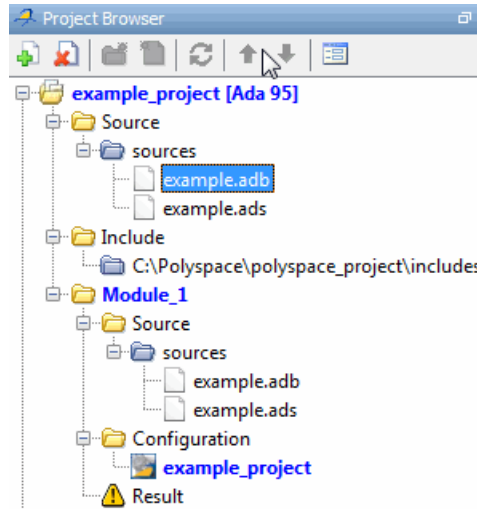 Project Browser
example_project [Ada 95]
Source
sources
example.adb
example.ads
Include
C:\Polyspace\polyspace_project\includes
Module_1
Source
sources
example.adb
example.ads
Configuration
example_project
Result